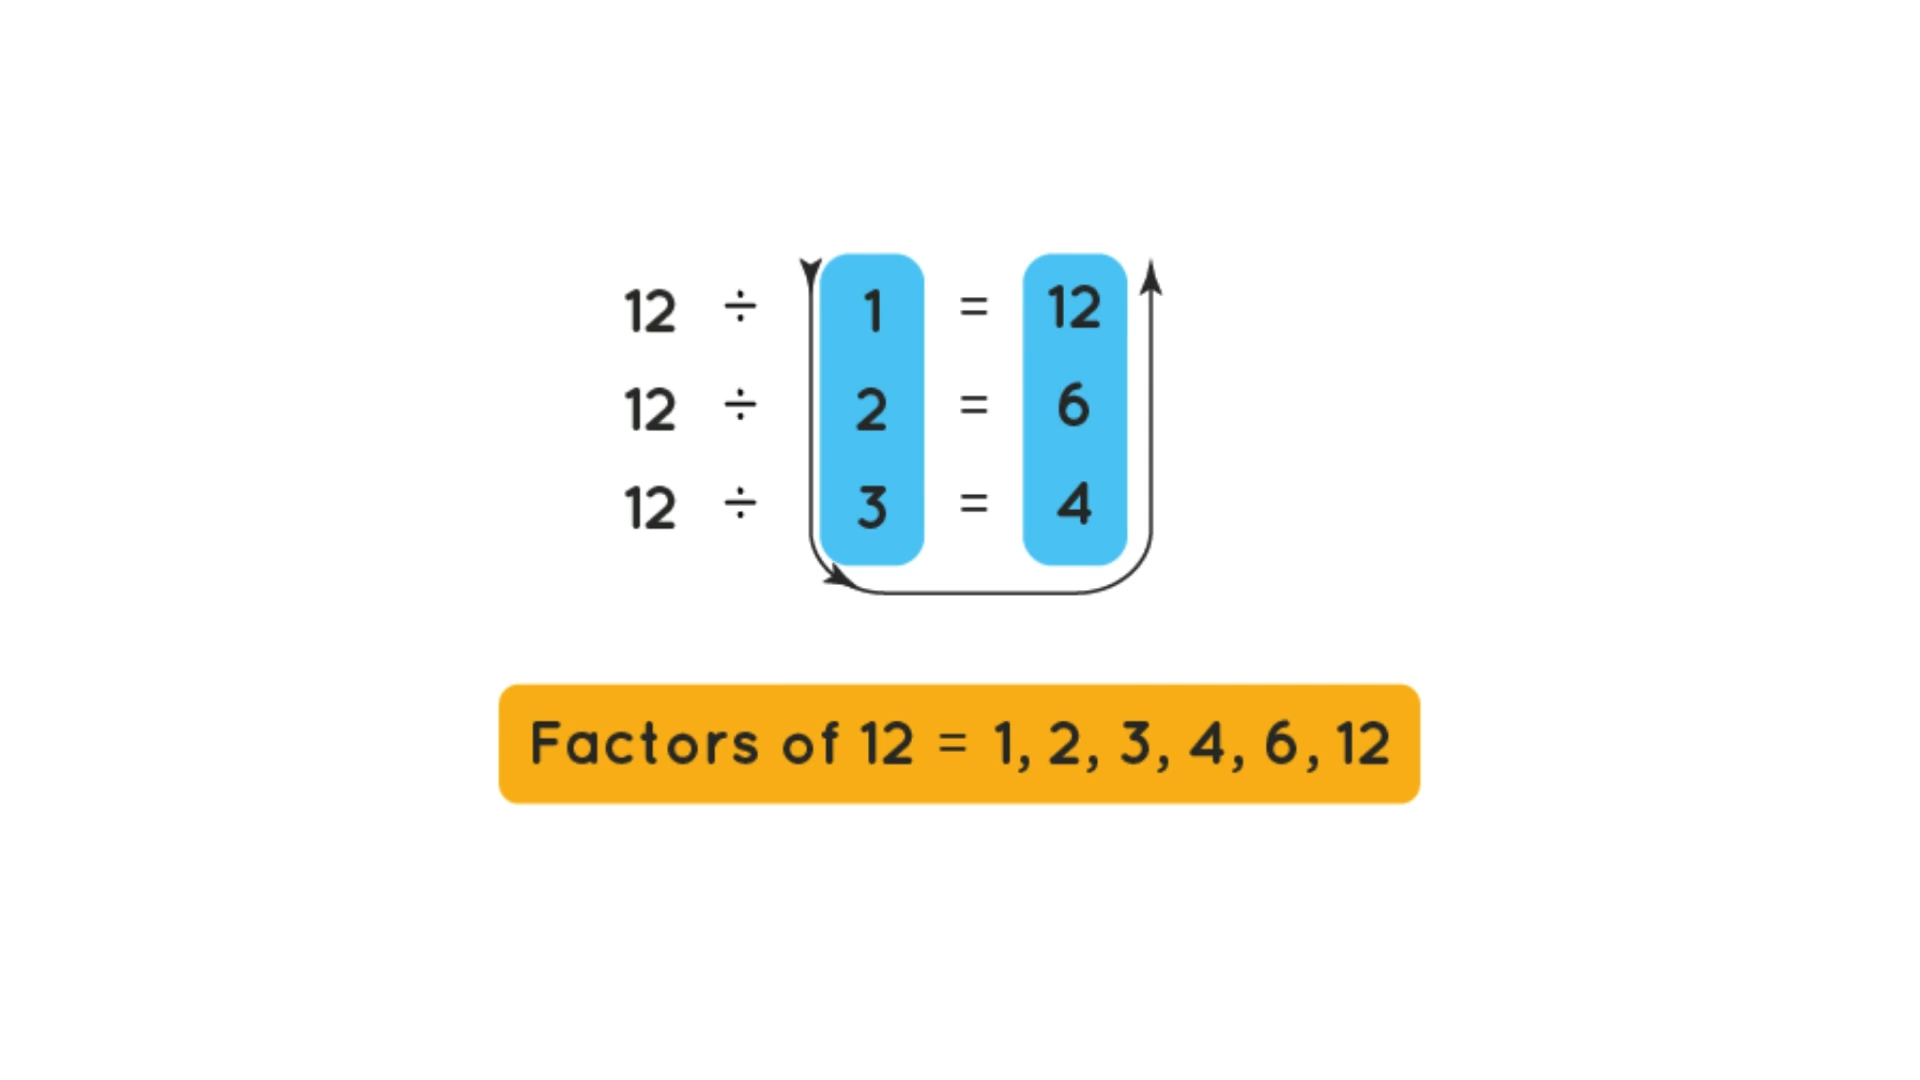 12 ÷ 1 = 12
12 ÷ 2 = 6
12 ÷ 3 = 4
Factors of 12 = 1, 2, 3, 4, 6, 12